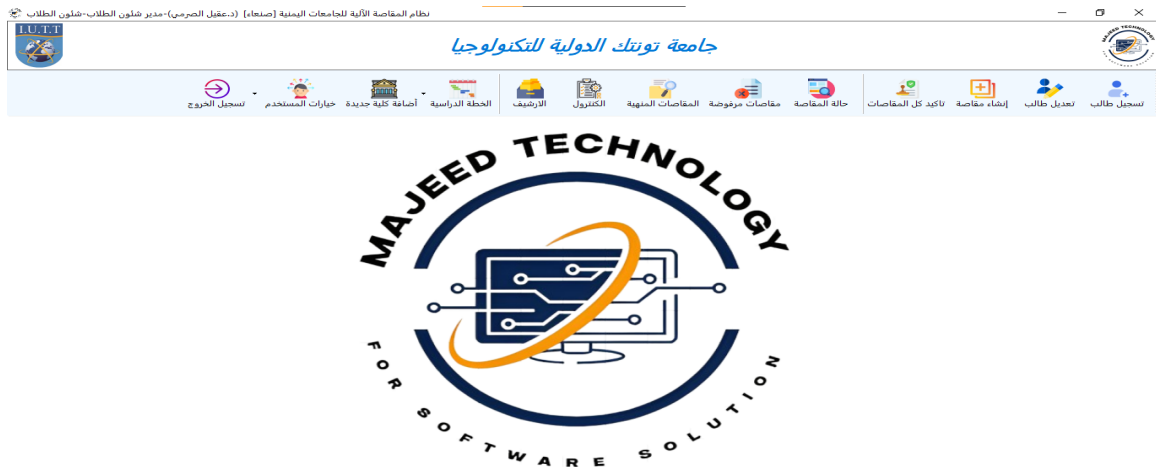 نظام المقاصة الآلية للجامعات اليمنية [صنعاء] (د.عقيل الصرمي)-مدير شئون الطلاب-شئون الطلاب
I.U.T.T
جامعة تونتك الدولية للتكنولوجيا
تسجيل طالب
تعديل طالب
إنشاء مقاصة
تاكيد كل المقاصات
حالة المقاصة
مقاصات مرفوضة
المقاصات المنهية
الكنترول
الارشيف
الخطة الدراسية
أضافة كلية جديدة
خيارات المستخدم
تسجيل الخروج
MAJEED TECHNOLOGY
FOR SOFTWARE SOLUTION